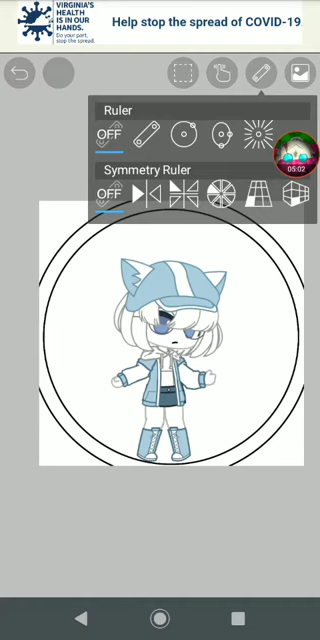 VIRGINIA'S
HEALTH
IS IN OUR
HANDS.
Do your part,
stop the spread.
Help stop the spread of COVID-19
Ruler
OFF
05:02
Symmetry Ruler
OFF